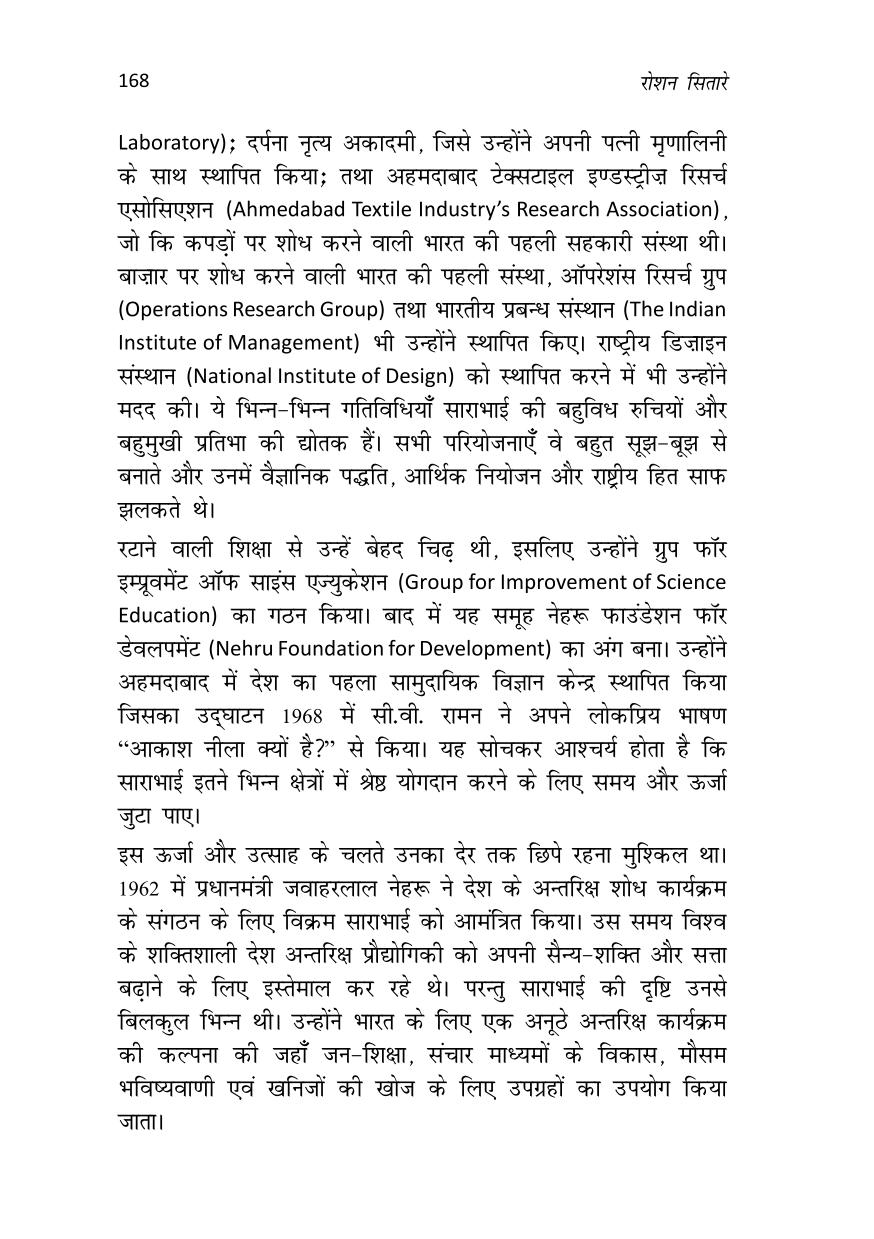 168 रोशन सितारे
Laboratory); दर्पना नृत्य अकादमी, जिसे उन्होंने अपनी पत्नी मृणालिनी
के साथ स्थापित किया; तथा अहमदाबाद टेक्सटाइल इण्डस्ट्रीज़ रिसर्च
एसोसिएशन (Ahmedabad Textile Industry’s Research Association),
जो कि कपड़ों पर शोध करने वाली भारत की पहली सहकारी संस्था थी।
बाज़ार पर शोध करने वाली भारत की पहली संस्था, ऑपरेशंस रिसर्च ग्रुप
(Operations Research Group) तथा भारतीय प्रबन्ध संस्थान (The Indian
Institute of Management) भी उन्होंने स्थापित किए। राष्ट्रीय डिज़ाइन
संस्थान (National Institute of Design) को स्थापित करने में भी उन्होंने
मदद की। ये भिन्न-भिन्न गतिविधियाँ साराभाई की बहुविध रुचियों और
बहुमुखी प्रतिभा की द्योतक हैं। सभी परियोजनाएँ वे बहुत सूझ-बूझ से
बनाते और उनमें वैज्ञानिक पद्धति, आर्थिक नियोजन और राष्ट्रीय हित साफ
झलकते थे।
रटाने वाली शिक्षा से उन्हें बेहद चिढ़ थी, इसलिए उन्होंने ग्रुप फॉर
इम्प्रूवमेंट ऑफ साइंस एज्युकेशन (Group for Improvement of Science
Education) का गठन किया। बाद में यह समूह नेहरू फाउंडेशन फॉर
डेवलपमेंट (Nehru Foundation for Development) का अंग बना। उन्होंने
अहमदाबाद में देश का पहला सामुदायिक विज्ञान केन्द्र स्थापित किया
जिसका उद्‌घाटन 1968 में सी.वी. रामन ने अपने लोकप्रिय भाषण
“आकाश नीला क्यों है?” से किया। यह सोचकर आश्चर्य होता है कि
साराभाई इतने भिन्न क्षेत्रों में श्रेष्ठ योगदान करने के लिए समय और ऊर्जा
जुटा पाए।
इस ऊर्जा और उत्साह के चलते उनका देर तक छिपे रहना मुश्किल था।
1962 में प्रधानमंत्री जवाहरलाल नेहरू ने देश के अन्तरिक्ष शोध कार्यक्रम
के संगठन के लिए विक्रम साराभाई को आमंत्रित किया। उस समय विश्व
के शक्तिशाली देश अन्तरिक्ष प्रौद्योगिकी को अपनी सैन्य-शक्ति और सत्ता
बढ़ाने के लिए इस्तेमाल कर रहे थे। परन्तु साराभाई की दृष्टि उनसे
बिलकुल भिन्न थी। उन्होंने भारत के लिए एक अनूठे अन्तरिक्ष कार्यक्रम
की कल्पना की जहाँ जन-शिक्षा, संचार माध्यमों के विकास, मौसम
भविष्यवाणी एवं खनिजों की खोज के लिए उपग्रहों का उपयोग किया
जाता।